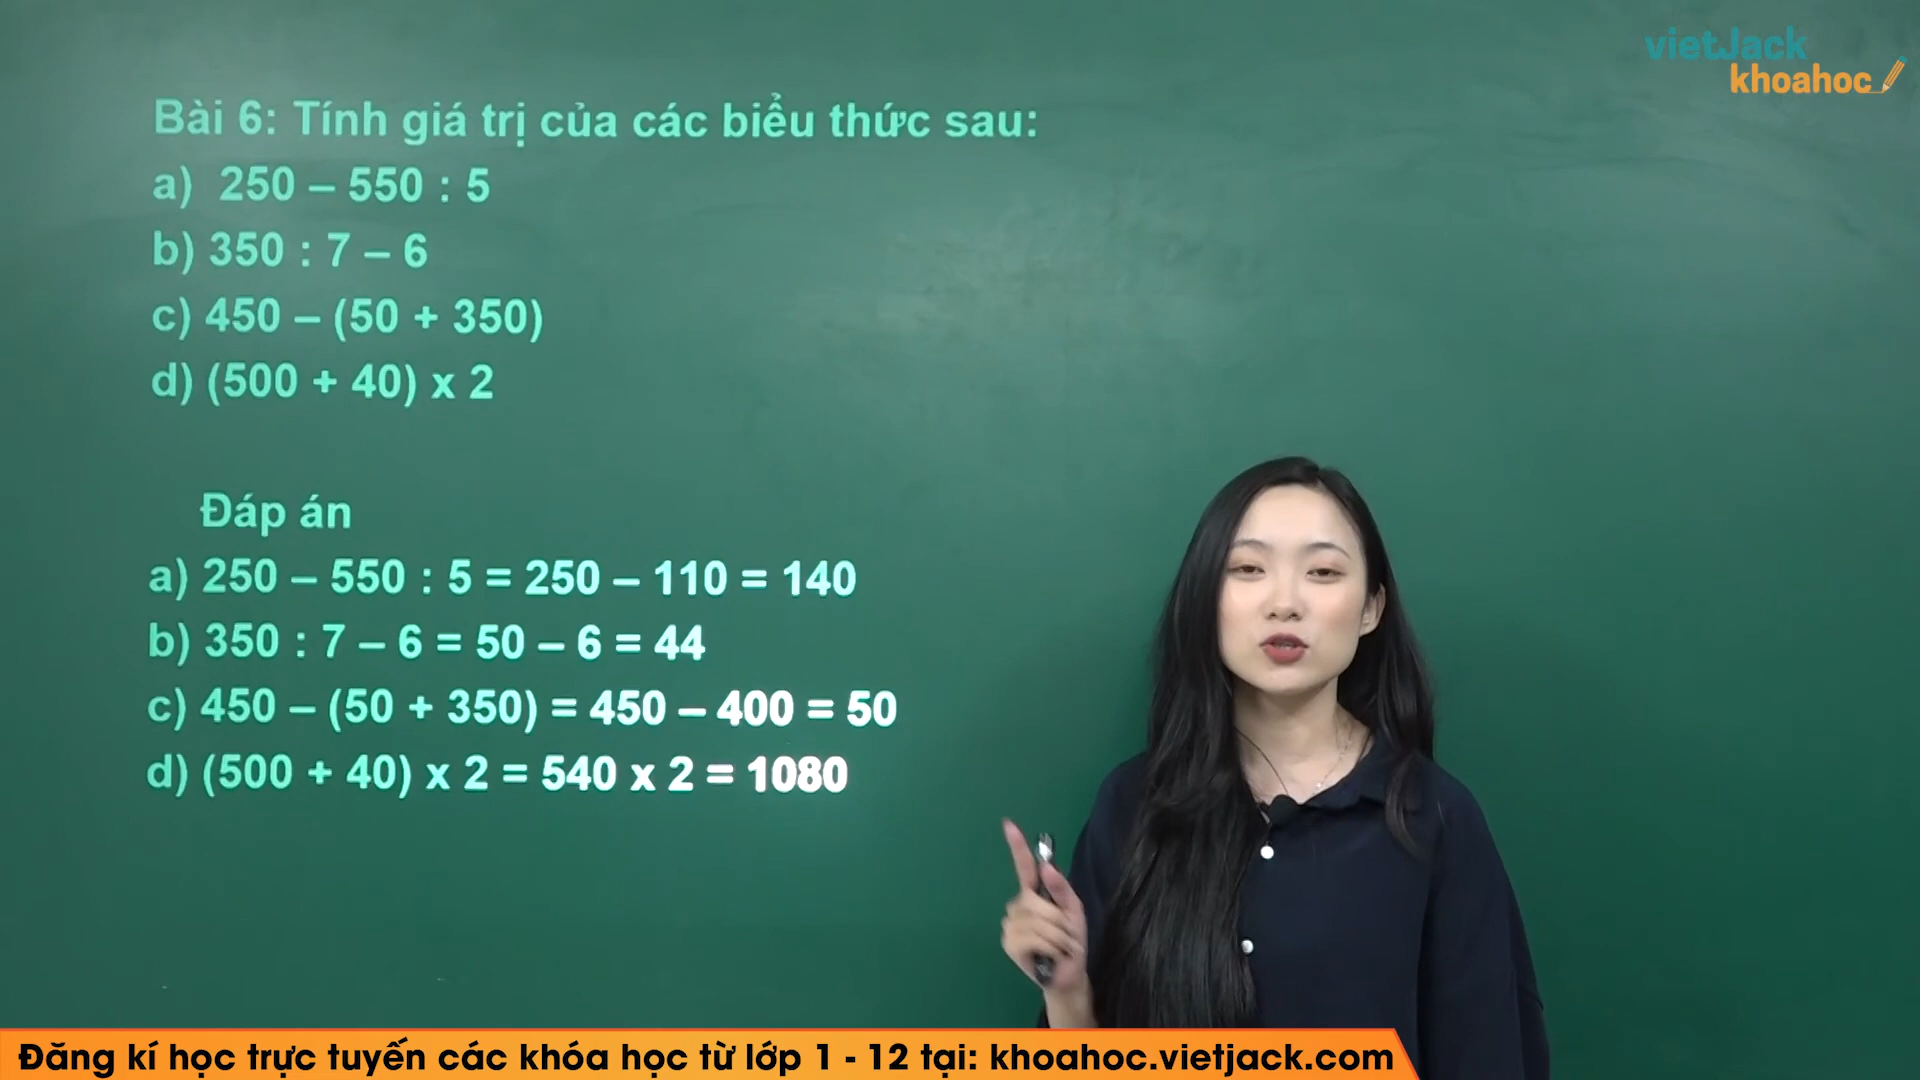 vietJack
khoahoc
Bài 6: Tính giá trị của các biểu thức sau:
a) 250 – 550 : 5
b) 350 : 7 – 6
c) 450 – (50 + 350)
d) (500 + 40) x 2
Đáp án
a) 250 – 550 : 5 = 250 – 110 = 140
b) 350 : 7 – 6 = 50 – 6 = 44
c) 450 – (50 + 350) = 450 – 400 = 50
d) (500 + 40) x 2 = 540 x 2 = 1080
Đăng kí học trực tuyến các khóa học từ lớp 1 - 12 tại: khoahoc.vietjack.com